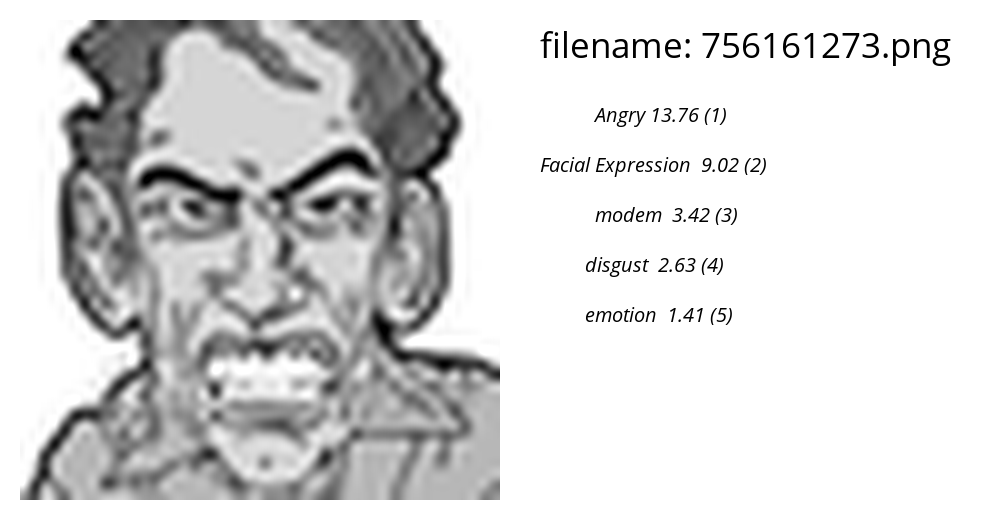 filename: 756161273.png
Angry 13.76 (1)
Facial Expression 9.02 (2)
modem 3.42 (3)
disgust 2.63 (4)
emotion 1.41 (5)